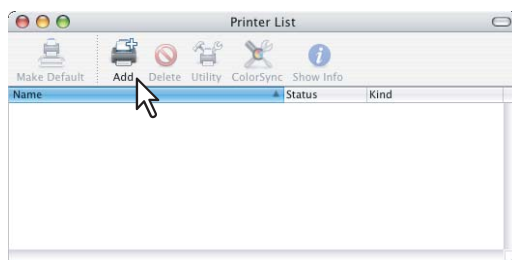 Printer List
Make Default Add Delete Utility ColorSync Show Info
Name Status Kind